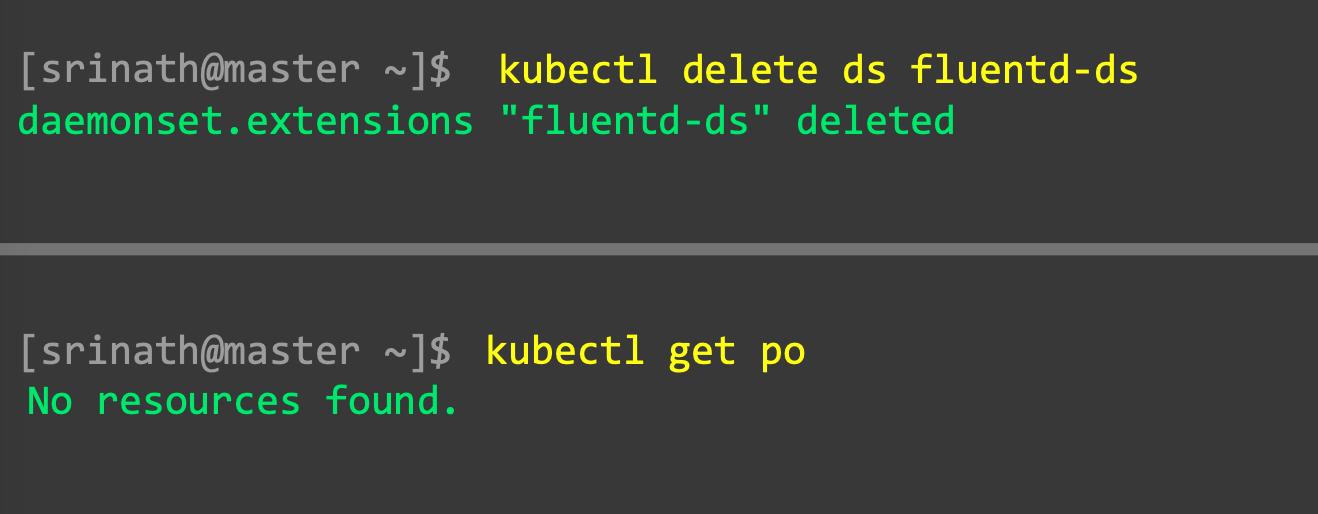 [srinath@master ~]$ kubectl delete ds fluentd-ds
daemonset.extensions "fluentd-ds" deleted
[srinath@master ~]$ kubectl get po
No resources found.